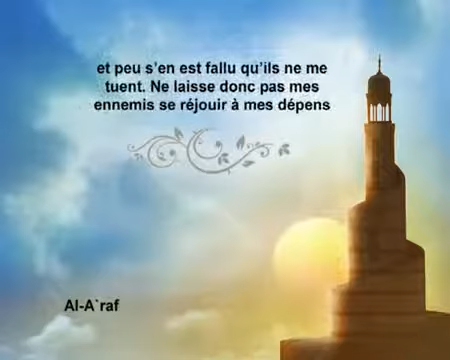 et peu s'en est fallu qu'ils ne me
tuent. Ne laisse donc pas mes
ennemis se réjouir à mes dépens
Al-A`raf